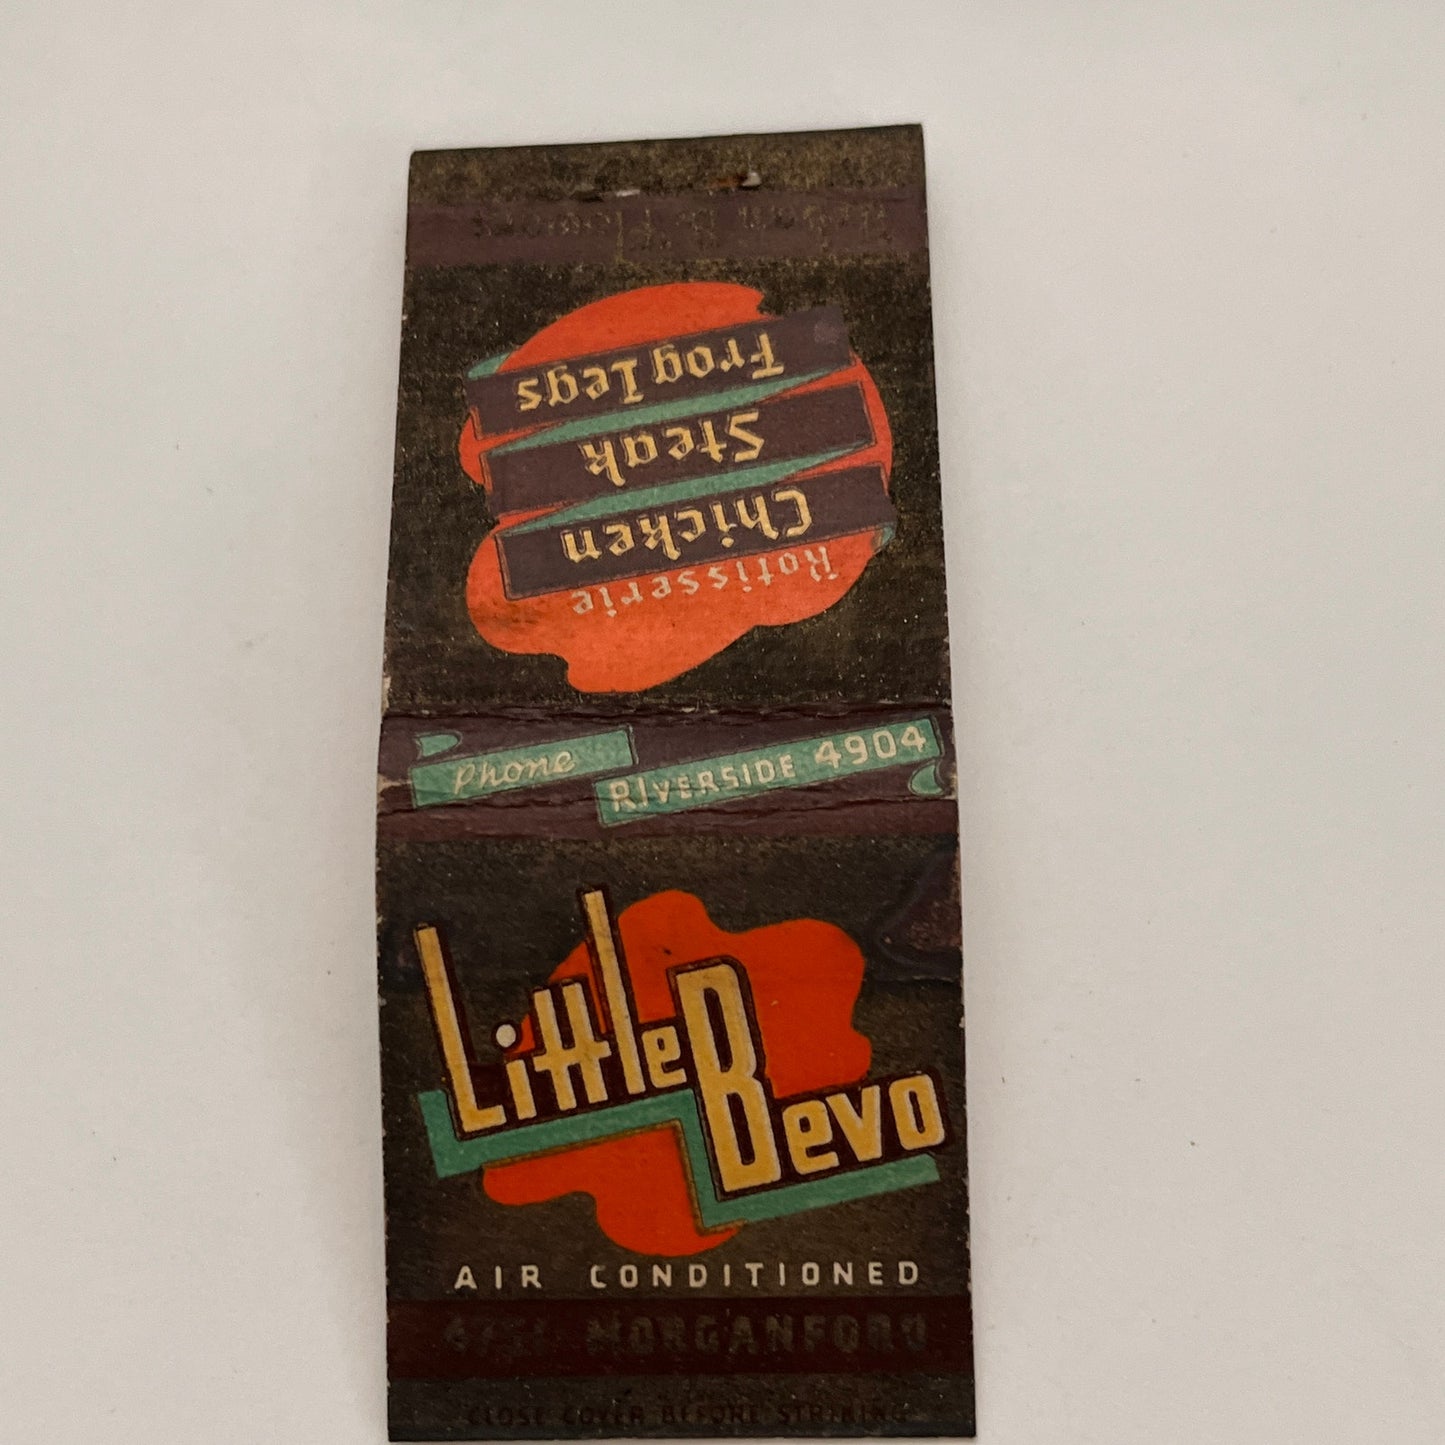 Frog Legs
Steak
Chicken
Rotisserie
Phone
RIVERSIDE 4904
Little
Bevo
AIR CONDITIONED
MORGANFORD
CLOSE COVER BEFORE STRIKING